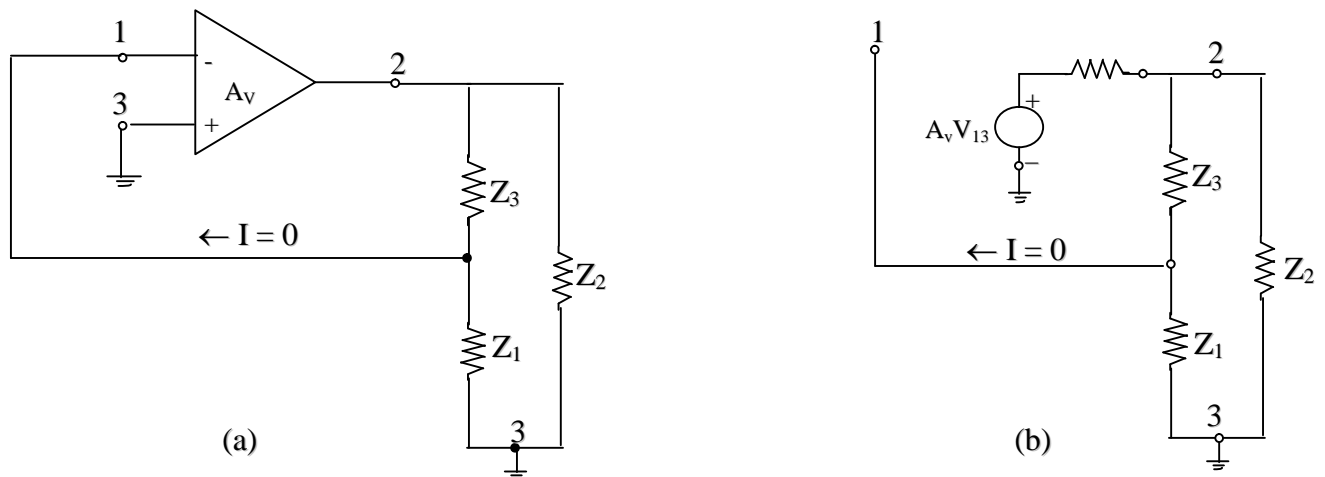 1
-
A_V
2
3
+
Z_3
← I = 0
Z_2
Z_1
3
(a)
1
2
+
A_vV_13
−
Z_3
← I = 0
Z_2
Z_1
3
(b)